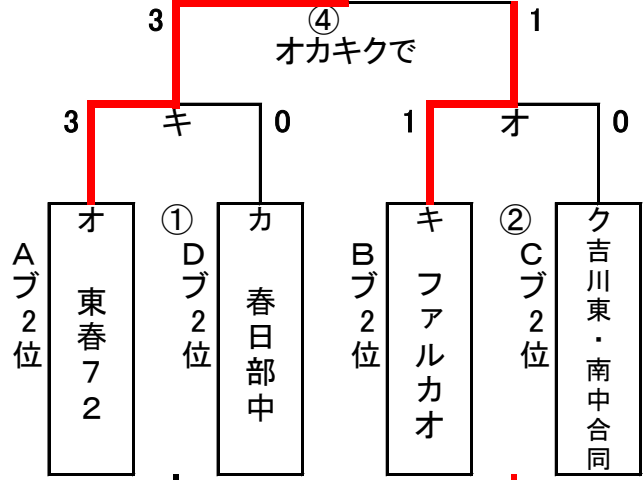 3
④
1
オカキクで
3
キ
0
1
オ
0
オ
①
カ
キ
②
ク
Aブ2位
東春72
Dブ2位
春日部中
Bブ2位
ファルカオ
Cブ2位
吉川東・南中合同